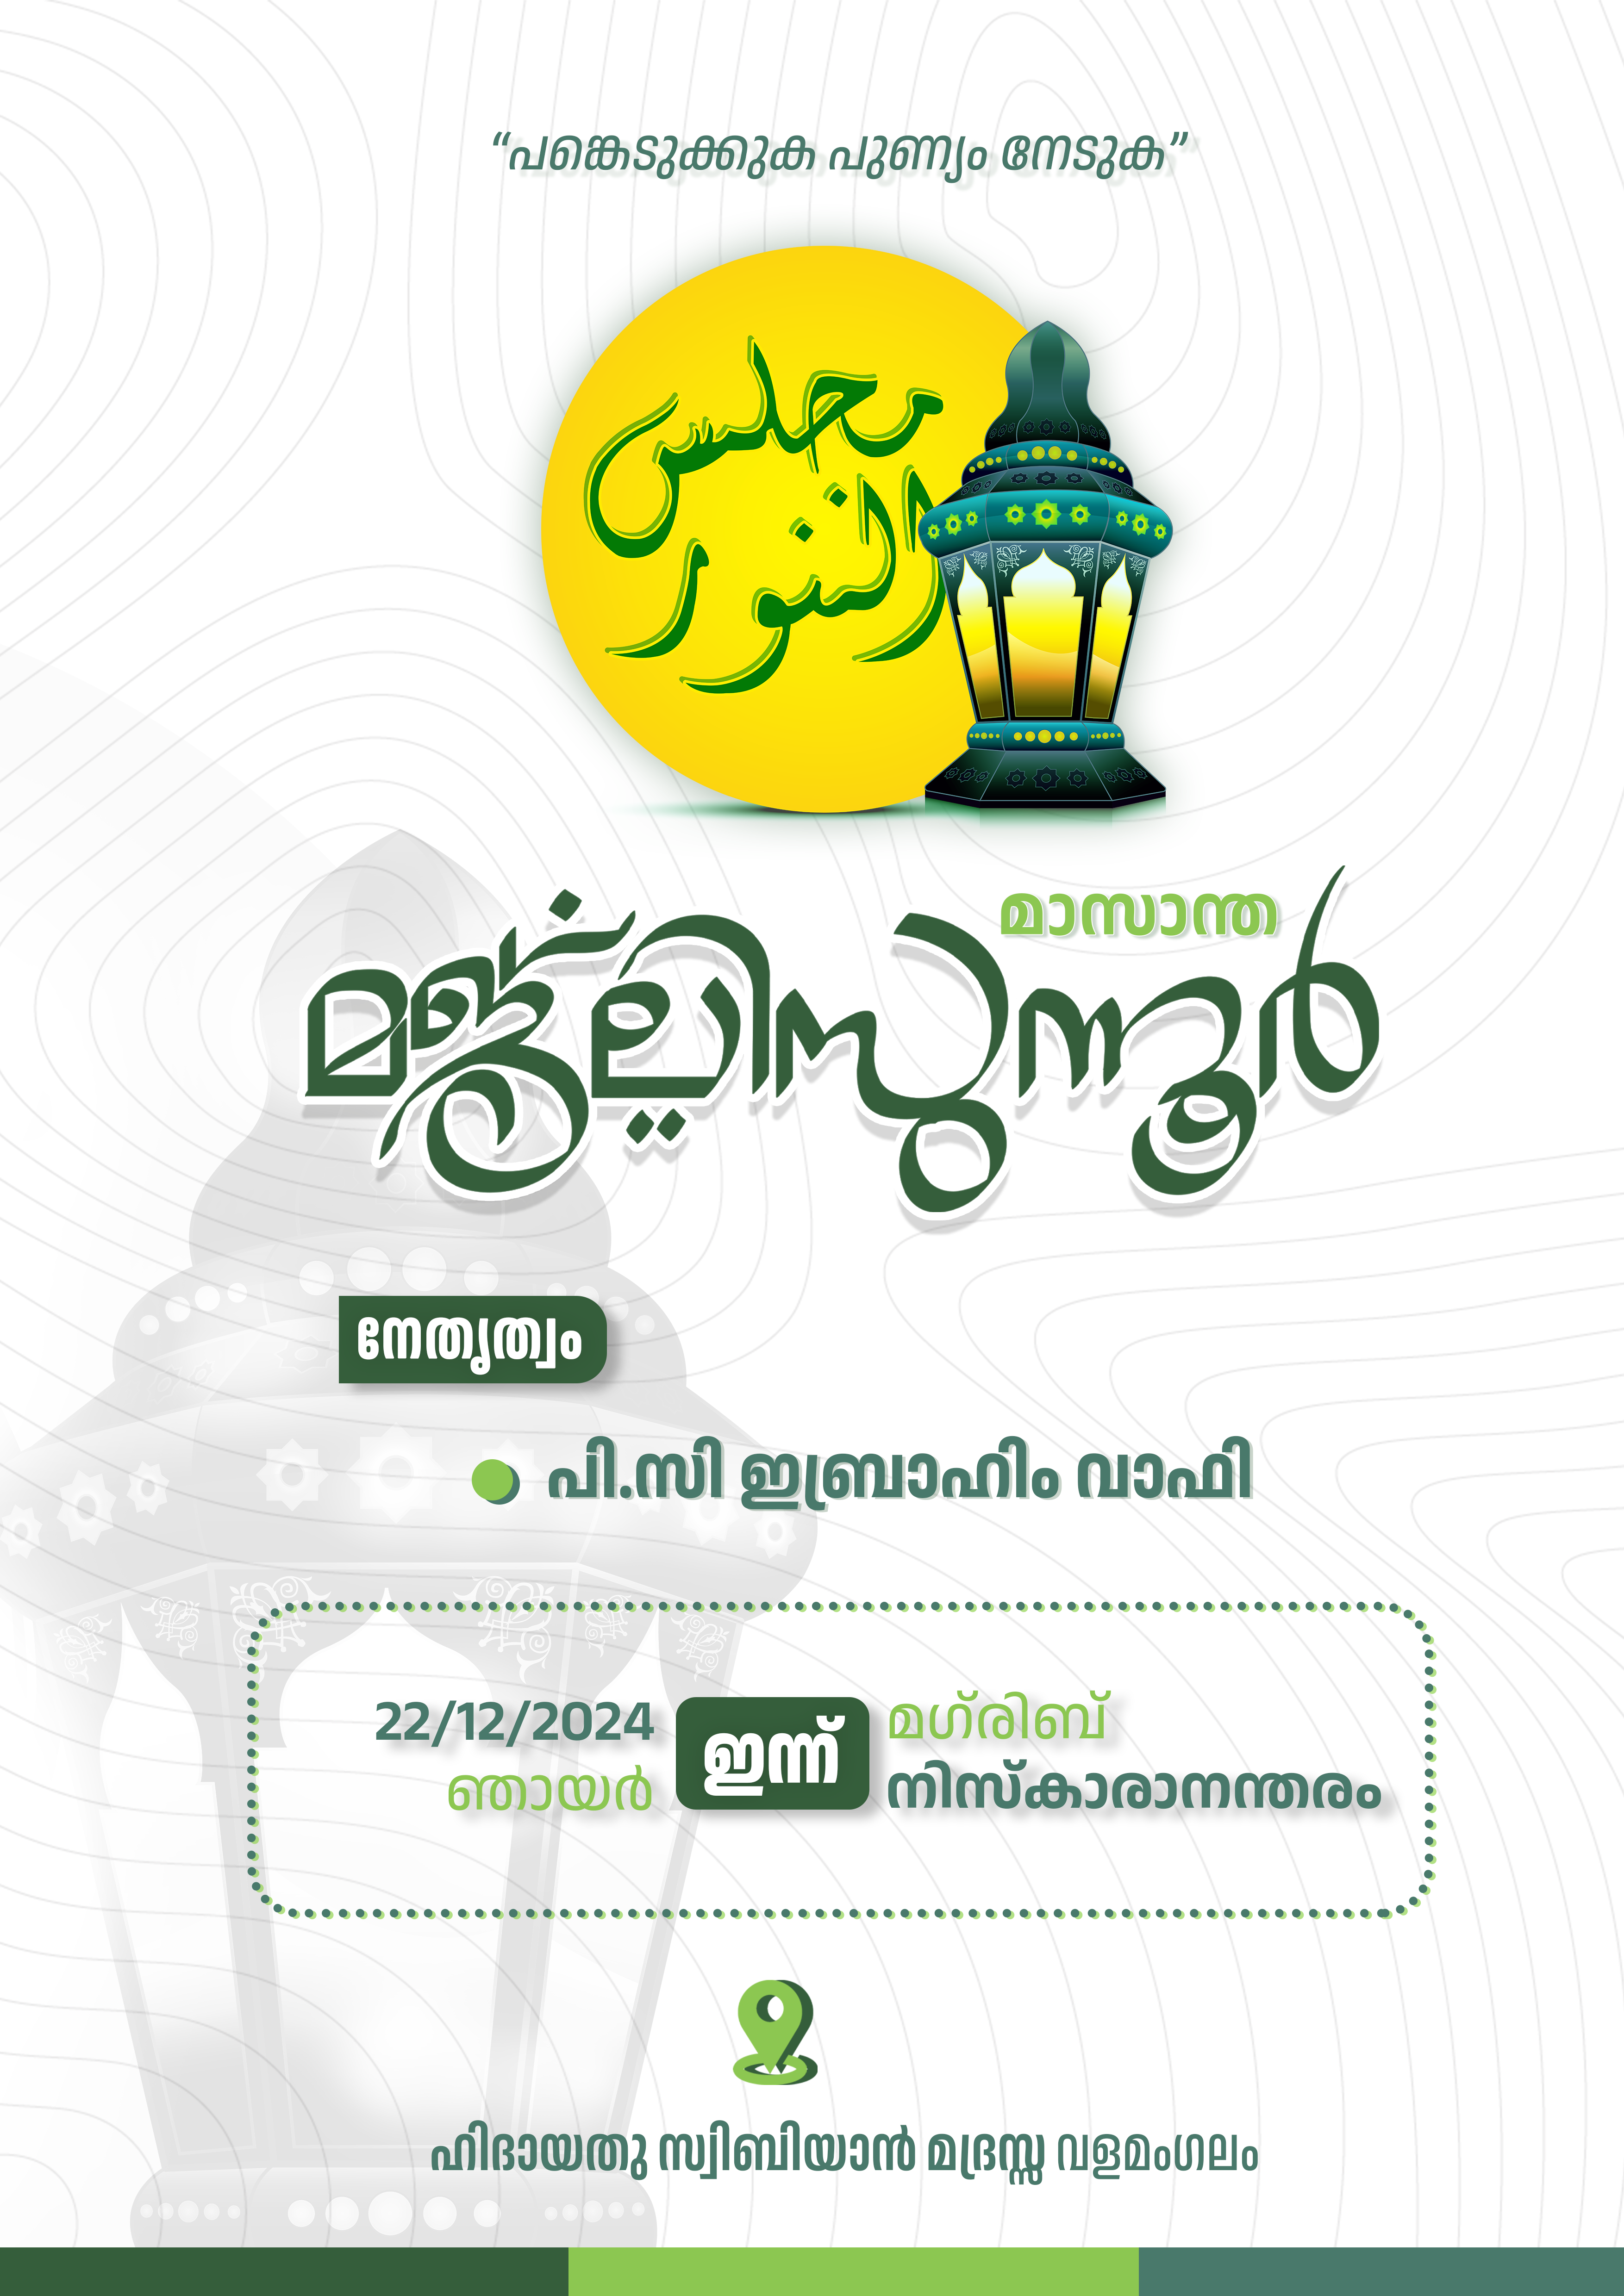 “പങ്കെടുക്കുക പുണ്യം നേടുക”
مجلس
النور
മാസാന്ത
മജ്ലിസുന്നൂർ
നേതൃത്വം
പി.സി ഇബ്രാഹിം വാഫി
22/12/2024
ഞായർ
ഇന്ന്
മഗ്‌രിബ്
നിസ്കാരാനന്തരം
ഹിദായതു സ്വിബിയാൻ മദ്രസ്സ വളമംഗലം